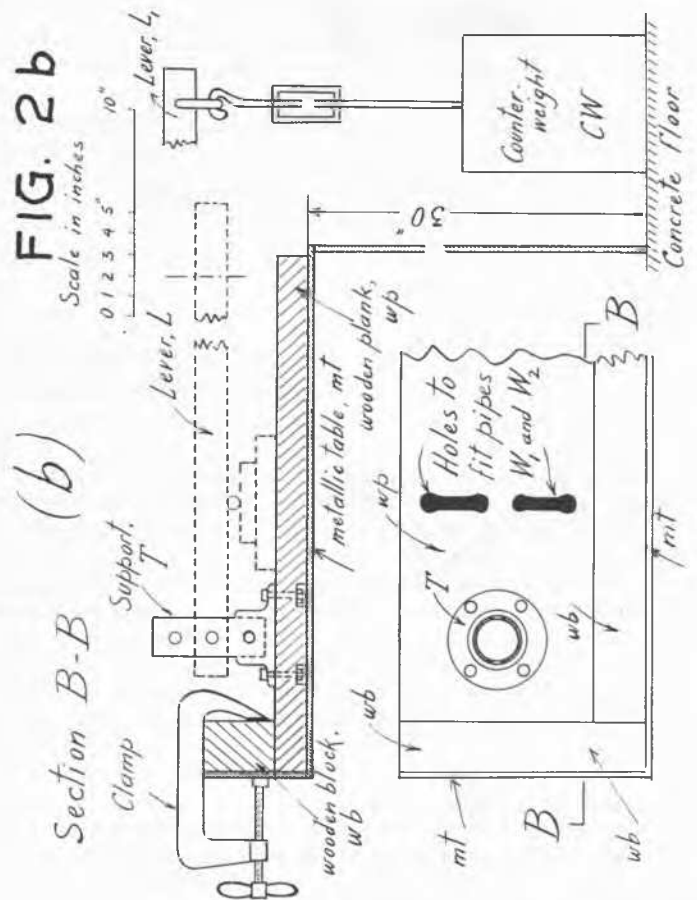 FIG. 2b
(b)
Section B-B
Scale in inches
0 1 2 3 4 5" 10"
Lever, L₁
Lever, L
Support,
T
Clamp
wooden block,
wb
metallic table, mt
wooden plank,
wp
30"
Counter-
weight
CW
Concrete floor
wb
mt
T
wp
Holes to
fit pipes
W₁ and W₂
B
B
wb
wb
mt